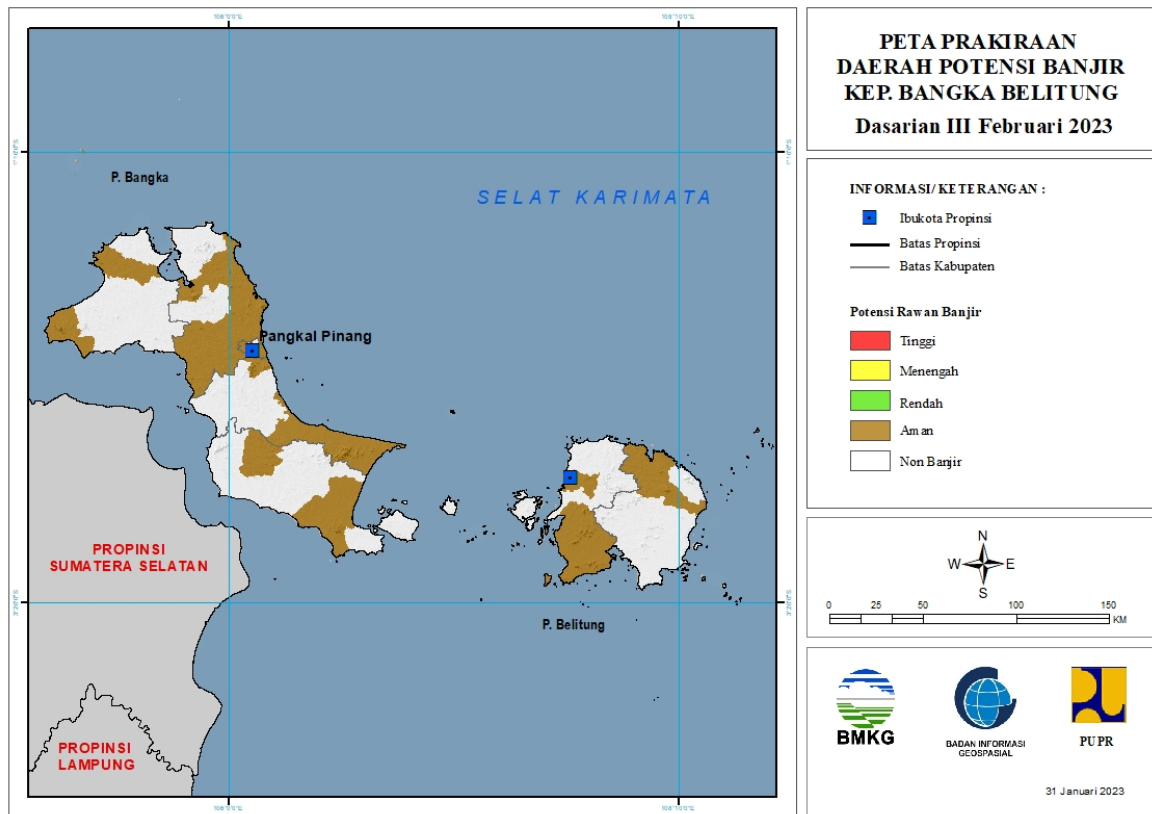 PETA PRAKIRAAN
DAERAH POTENSI BANJIR
KEP. BANGKA BELITUNG
Dasarian III Februari 2023
INFORMASI/ KETERANGAN :
Ibukota Propinsi
Batas Propinsi
Batas Kabupaten
Potensi Rawan Banjir
Tinggi
Menengah
Rendah
Aman
Non Banjir
N
W E
S
0 25 50 100 150
KM
BMKG
BADAN INFORMASI
GEOSPASIAL
PUPR
31 Januari 2023
P. Bangka
SELAT KARIMATA
Pangkal Pinang
PROPINSI
SUMATERA SELATAN
P. Belitung
PROPINSI
LAMPUNG